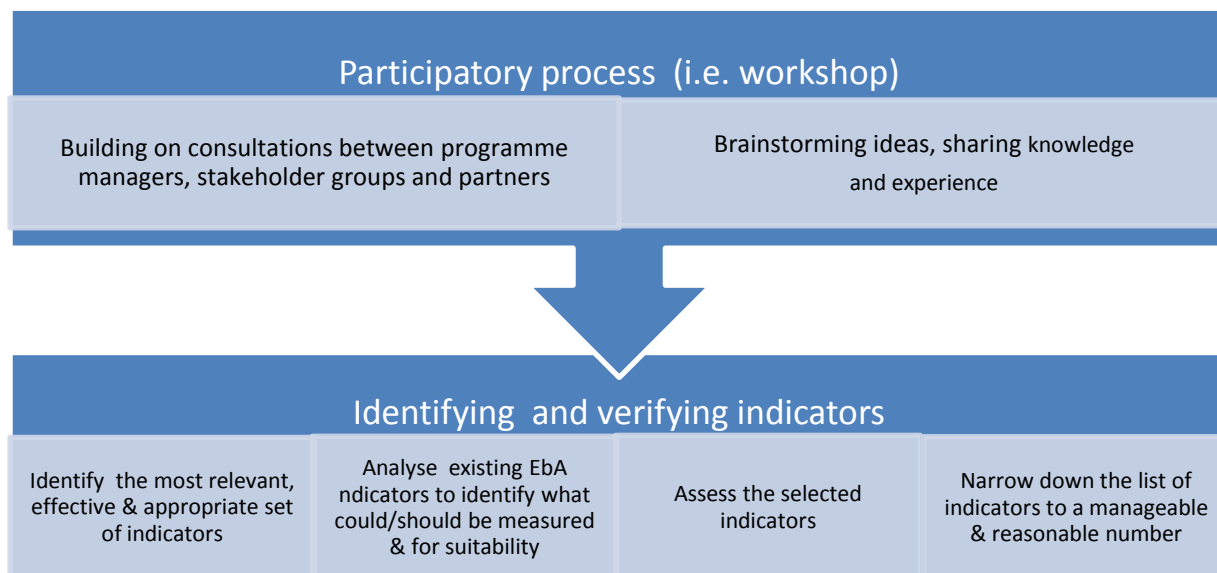 Participatory process (i.e. workshop)
Building on consultations between programme
managers, stakeholder groups and partners
Brainstorming ideas, sharing knowledge
and experience
Identifying and verifying indicators
Identify the most relevant,
effective & appropriate set
of indicators
Analyse existing EbA
ndicators to identify what
could/should be measured
& for suitability
Assess the selected
indicators
Narrow down the list of
indicators to a manageable
& reasonable number